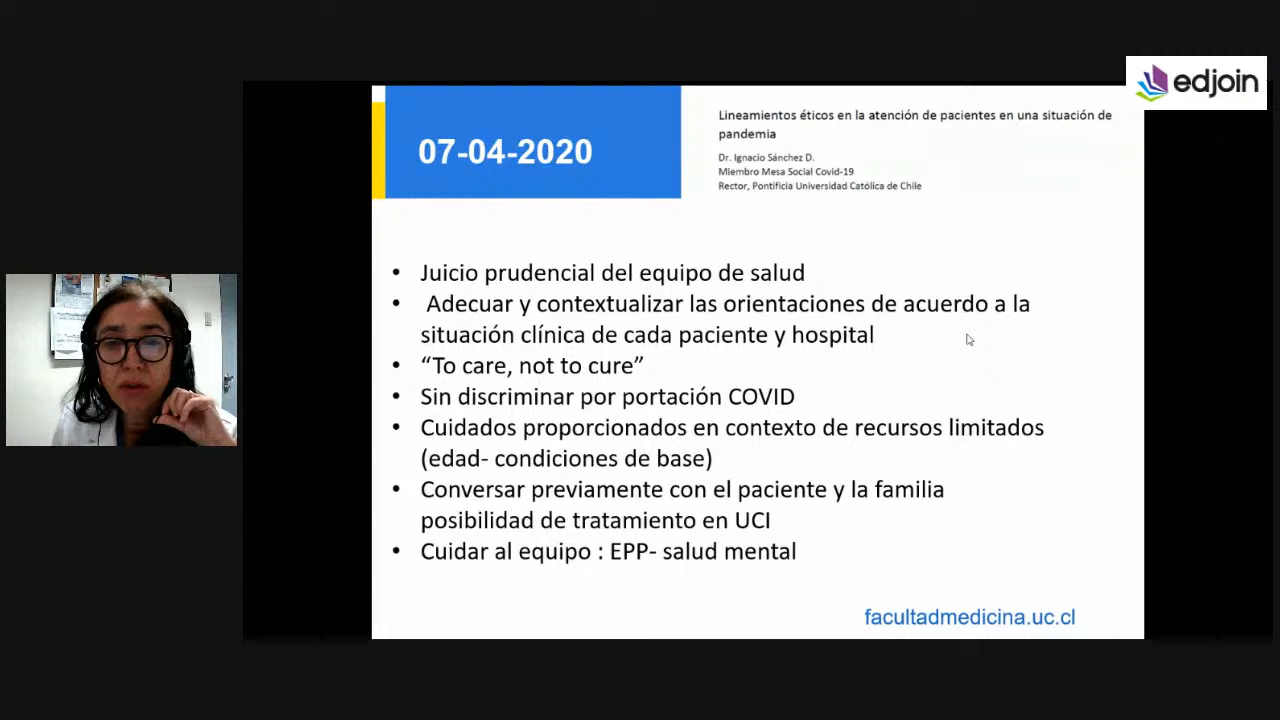 edjoin
07-04-2020
Lineamientos éticos en la atención de pacientes en una situación de
pandemia
Dr. Ignacio Sánchez D.
Miembro Mesa Social Covid-19
Rector, Pontificia Universidad Católica de Chile
• Juicio prudencial del equipo de salud
• Adecuar y contextualizar las orientaciones de acuerdo a la
situación clínica de cada paciente y hospital
• “To care, not to cure”
• Sin discriminar por portación COVID
• Cuidados proporcionados en contexto de recursos limitados
(edad- condiciones de base)
• Conversar previamente con el paciente y la familia
posibilidad de tratamiento en UCI
• Cuidar al equipo : EPP- salud mental
facultadmedicina.uc.cl